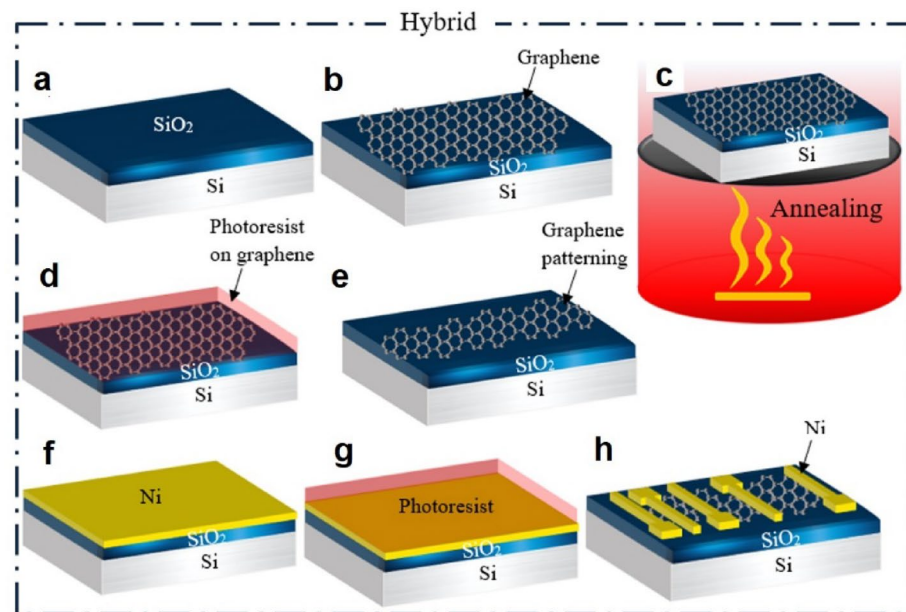 Hybrid
a
SiO₂
Si
b
Graphene
SiO₂
Si
c
SiO₂
Si
Annealing
d
Photoresist
on graphene
SiO₂
Si
e
Graphene
patterning
SiO₂
Si
f
Ni
SiO₂
Si
g
Photoresist
SiO₂
Si
h
Ni
SiO₂
Si